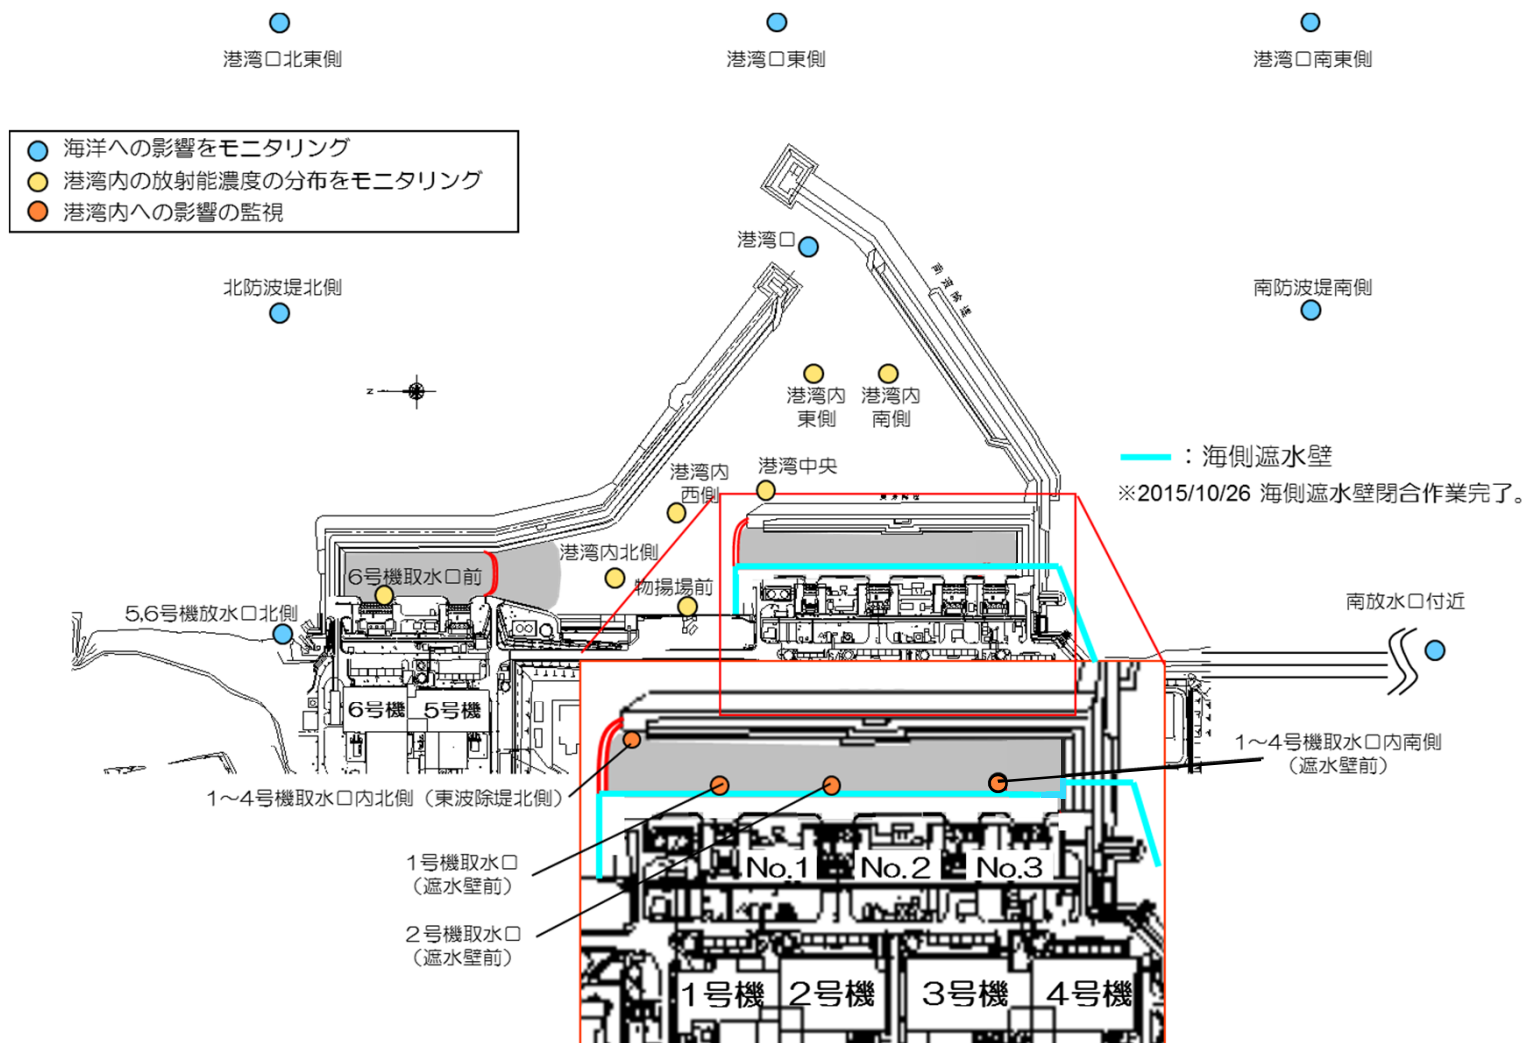 港湾口北東側
港湾口東側
港湾口南東側
海洋への影響をモニタリング
港湾内の放射能濃度の分布をモニタリング
港湾内への影響の監視
港湾口
北防波堤北側
南防波堤南側
N
港湾内
東側
港湾内
南側
：海側遮水壁
※2015/10/26 海側遮水壁閉合作業完了。
港湾内
西側
港湾中央
港湾内北側
物揚場前
6号機取水口前
5,6号機放水口北側
南放水口付近
6号機
5号機
1～4号機取水口内南側
（遮水壁前）
1～4号機取水口内北側（東波除堤北側）
1号機取水口
（遮水壁前）
２号機取水口
（遮水壁前）
No.1
No.2
No.3
1号機
2号機
3号機
4号機